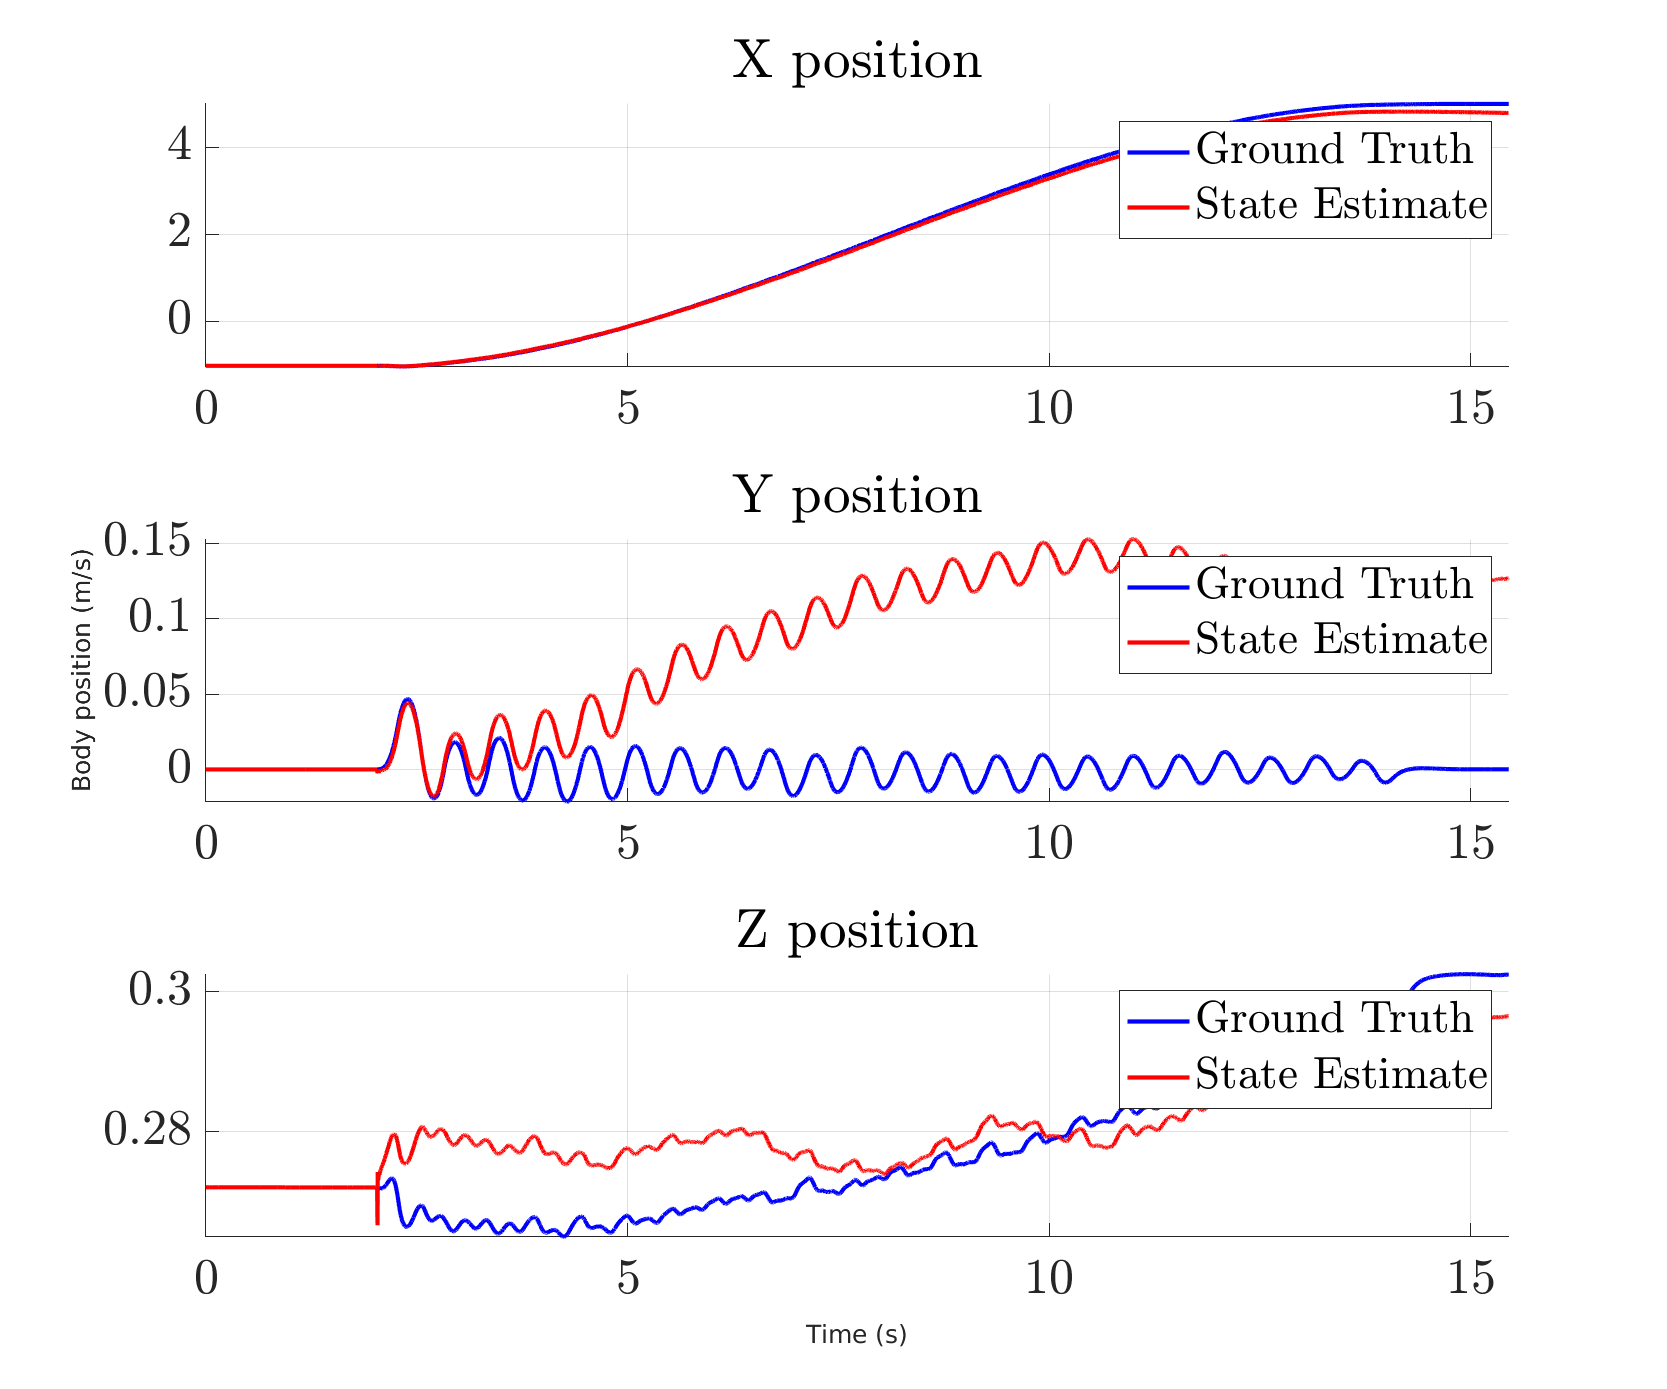 X position
4
2
0
0 5 10 15
Ground Truth
State Estimate
Y position
Body position (m/s)
0.15
0.1
0.05
0
0 5 10 15
Ground Truth
State Estimate
Z position
0.3
0.28
0 5 10 15
Ground Truth
State Estimate
Time (s)